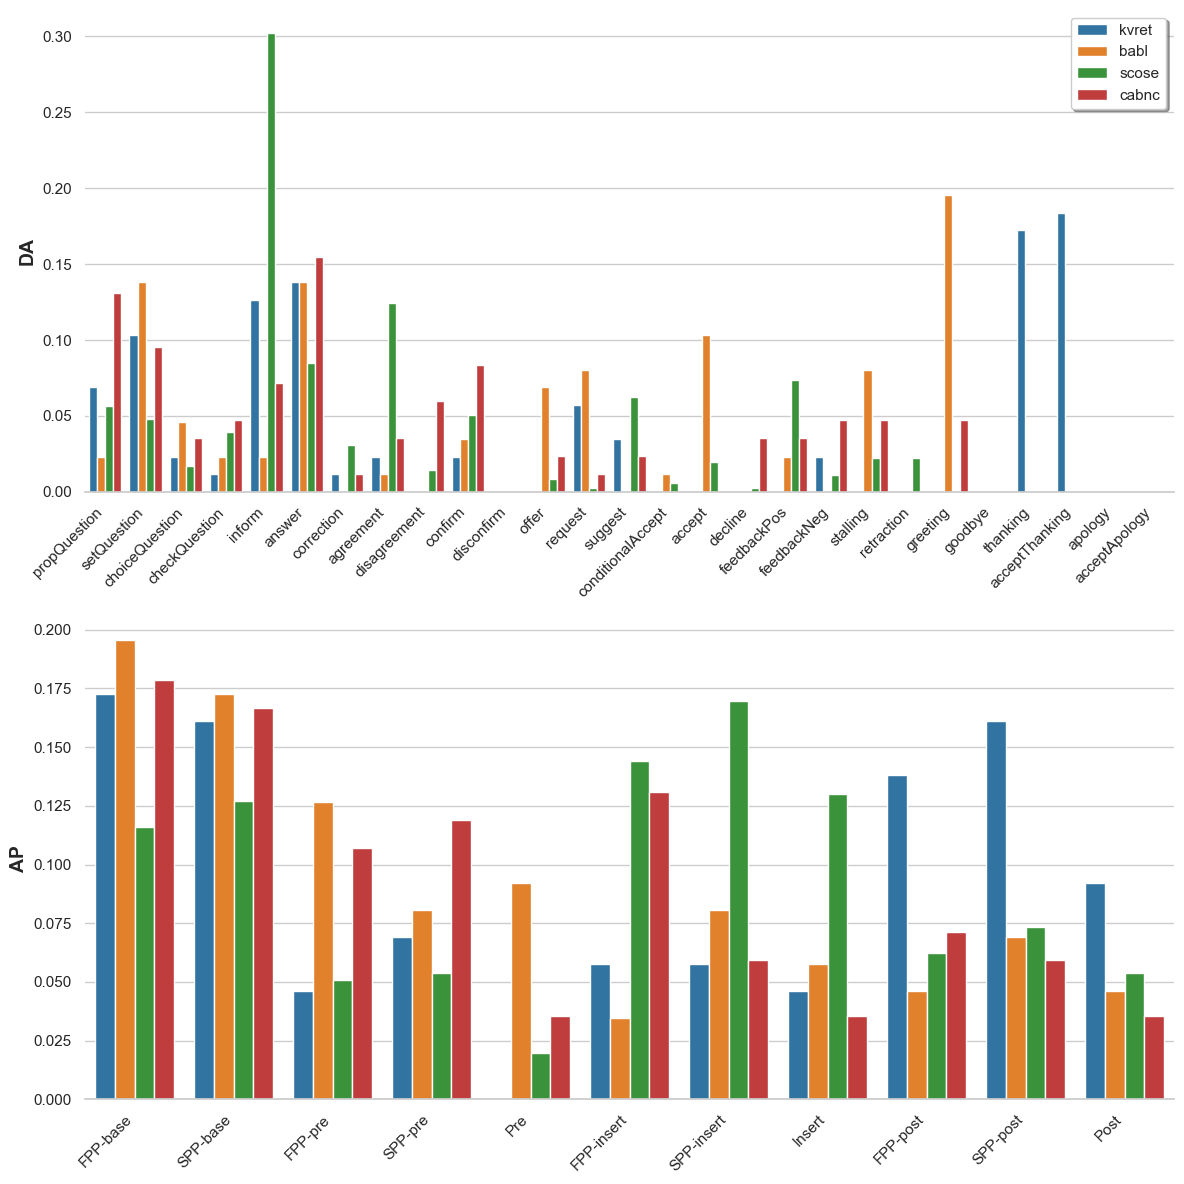 kvret
babl
scose
cabnc
DA
0.30
0.25
0.20
0.15
0.10
0.05
0.00
propQuestion
setQuestion
choiceQuestion
checkQuestion
inform
answer
correction
agreement
disagreement
confirm
disconfirm
offer
request
suggest
conditionalAccept
accept
decline
feedbackPos
feedbackNeg
stalling
retraction
greeting
goodbye
thanking
acceptThanking
apology
acceptApology
AP
0.200
0.175
0.150
0.125
0.100
0.075
0.050
0.025
0.000
FPP-base
SPP-base
FPP-pre
SPP-pre
Pre
FPP-insert
SPP-insert
Insert
FPP-post
SPP-post
Post